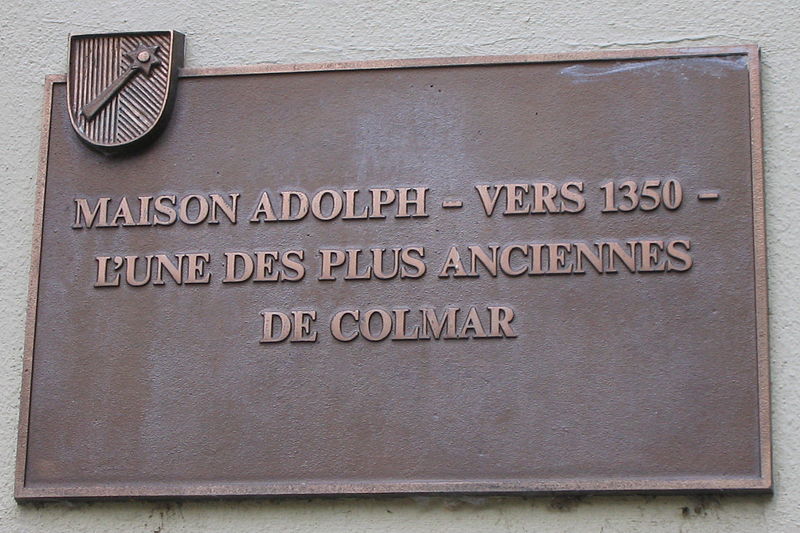 MAISON ADOLPH – VERS 1350 –
L'UNE DES PLUS ANCIENNES
DE COLMAR